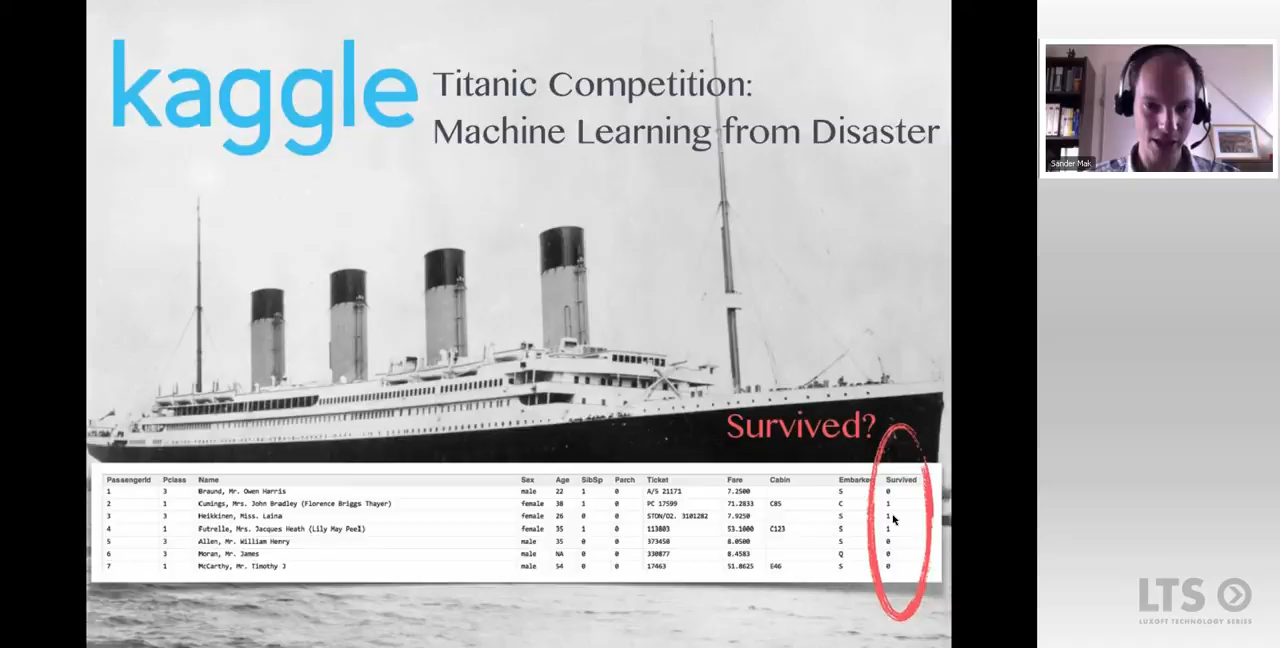 kaggle
Titanic Competition:
Machine Learning from Disaster
Sander Mak
Survived?
PassengerId Pclass Name Sex Age SibSp Parch Ticket Fare Cabin Embarked Survived
1 3 Braund, Mr. Owen Harris male 22 1 0 A/5 21171 7.2500 S 0
2 1 Cumings, Mrs. John Bradley (Florence Briggs Thayer) female 38 1 0 PC 17599 71.2833 C85 C 1
3 3 Heikkinen, Miss. Laina female 26 0 0 STON/O2. 3101282 7.9250 S 1
4 1 Futrelle, Mrs. Jacques Heath (Lily May Peel) female 35 1 0 113803 53.1000 C123 S 1
5 3 Allen, Mr. William Henry male 35 0 0 373450 8.0500 S 0
6 3 Moran, Mr. James male NA 0 0 330877 8.4583 Q 0
7 1 McCarthy, Mr. Timothy J male 54 0 0 17463 51.8625 E46 S 0
LTS
LUXOFT TECHNOLOGY SERIES